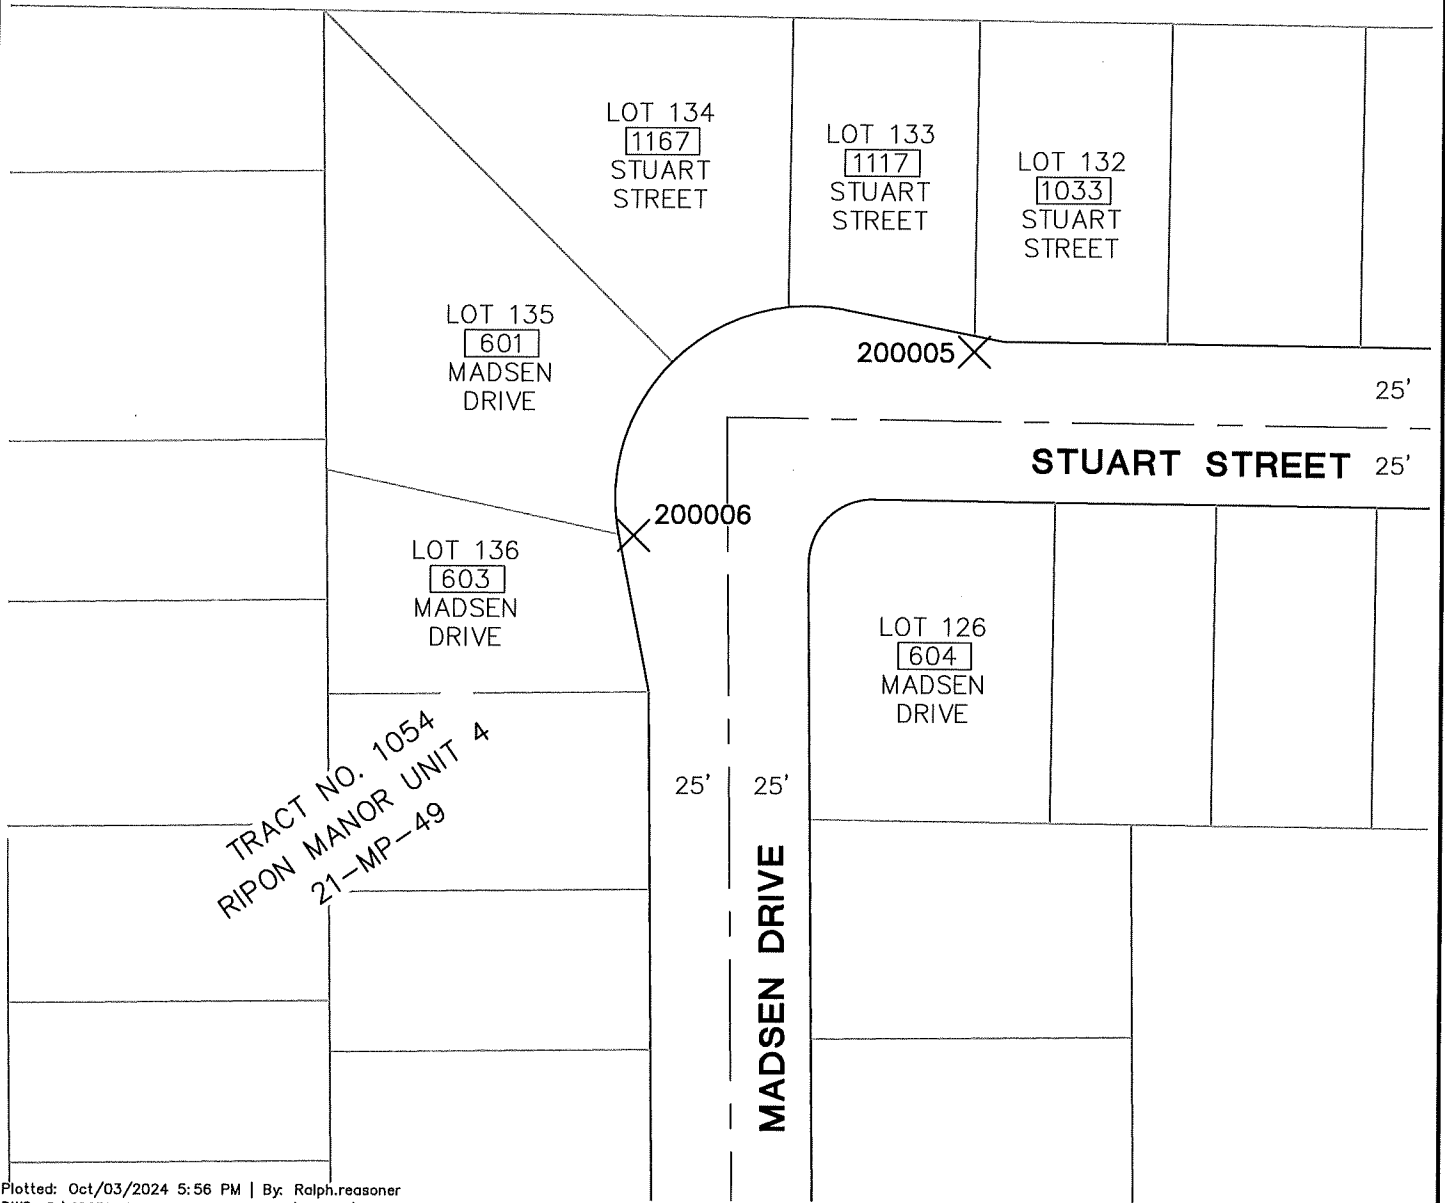 LOT 134
1167
STUART
STREET
LOT 133
1117
STUART
STREET
LOT 132
1033
STUART
STREET
LOT 135
601
MADSEN
DRIVE
200005
25'
STUART STREET 25'
200006
LOT 136
603
MADSEN
DRIVE
LOT 126
604
MADSEN
DRIVE
TRACT NO. 1054
RIPON MANOR UNIT 4
21-MP-49
25' 25'
MADSEN DRIVE
Plotted: Oct/03/2024 5:56 PM | By: Ralph.reasoner